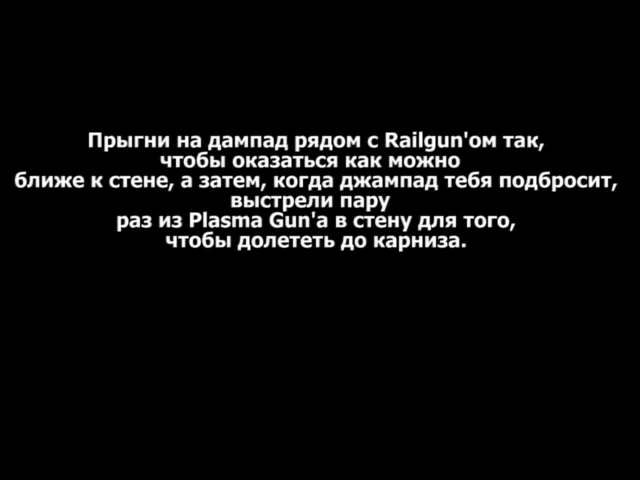 Прыгни на дампад рядом с Railgun'ом так,
чтобы оказаться как можно
ближе к стене, а затем, когда джампад тебя подбросит,
выстрели пару
раз из Plasma Gun'а в стену для того,
чтобы долететь до карниза.